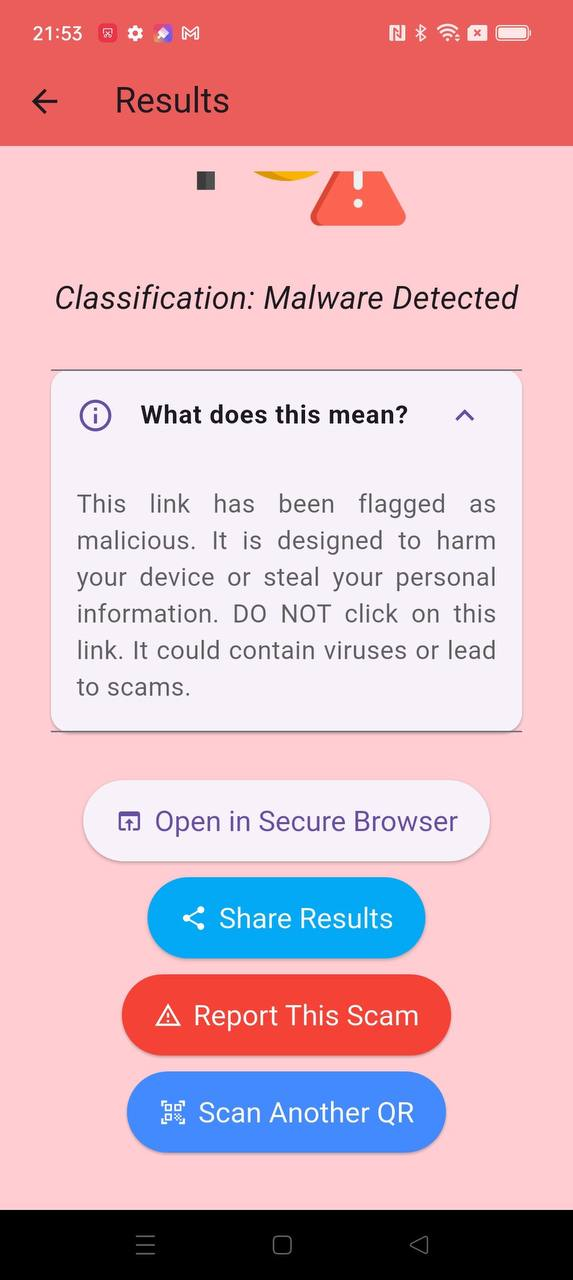 21:53
Results
Classification: Malware Detected
What does this mean?
This link has been flagged as
malicious. It is designed to harm
your device or steal your personal
information. DO NOT click on this
link. It could contain viruses or lead
to scams.
Open in Secure Browser
Share Results
Report This Scam
Scan Another QR